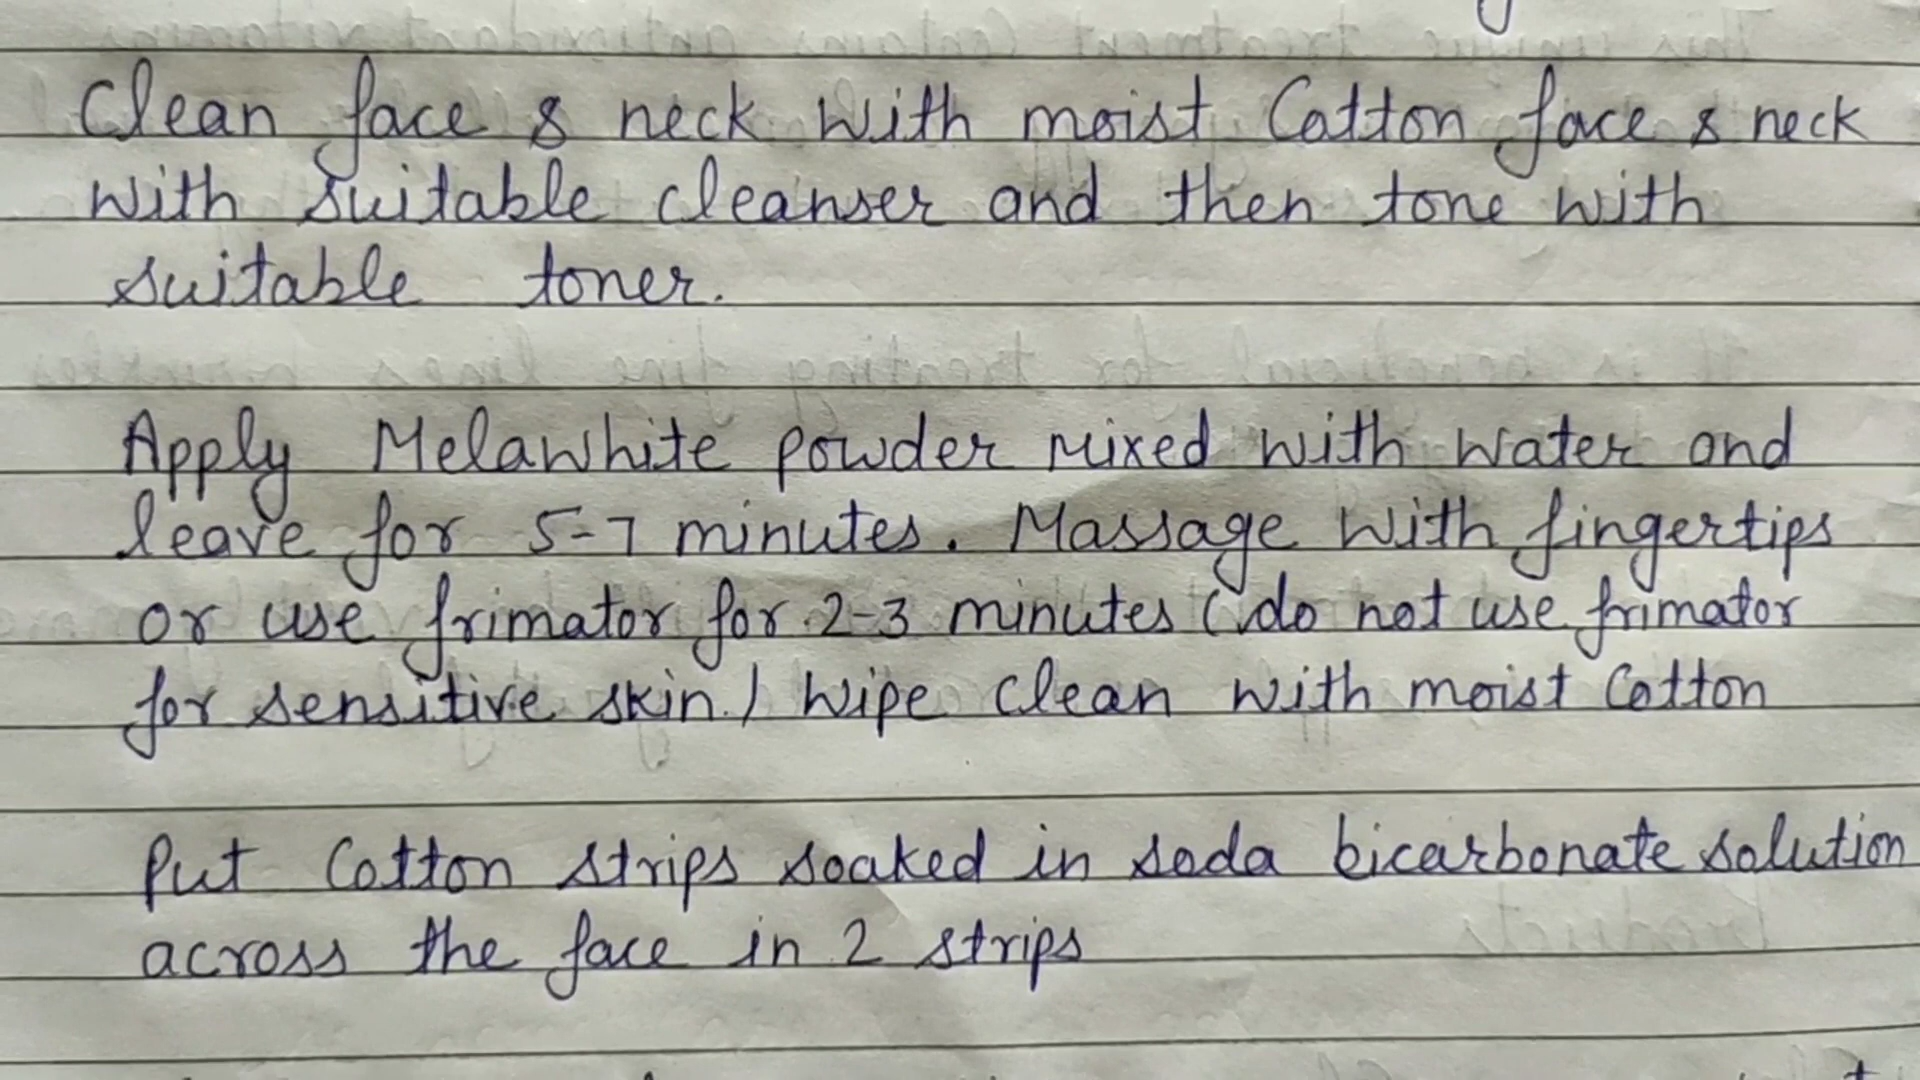 Clean face & neck with moist Cotton face & neck
with suitable cleanser and then tone with
suitable toner.
Apply Melawhite powder mixed with water and
leave for 5-7 minutes. Massage with fingertips
or use frimator for 2-3 minutes (do not use frimator
for sensitive skin.) wipe clean with moist Cotton
Put Cotton strips soaked in soda bicarbonate solution
across the face in 2 strips